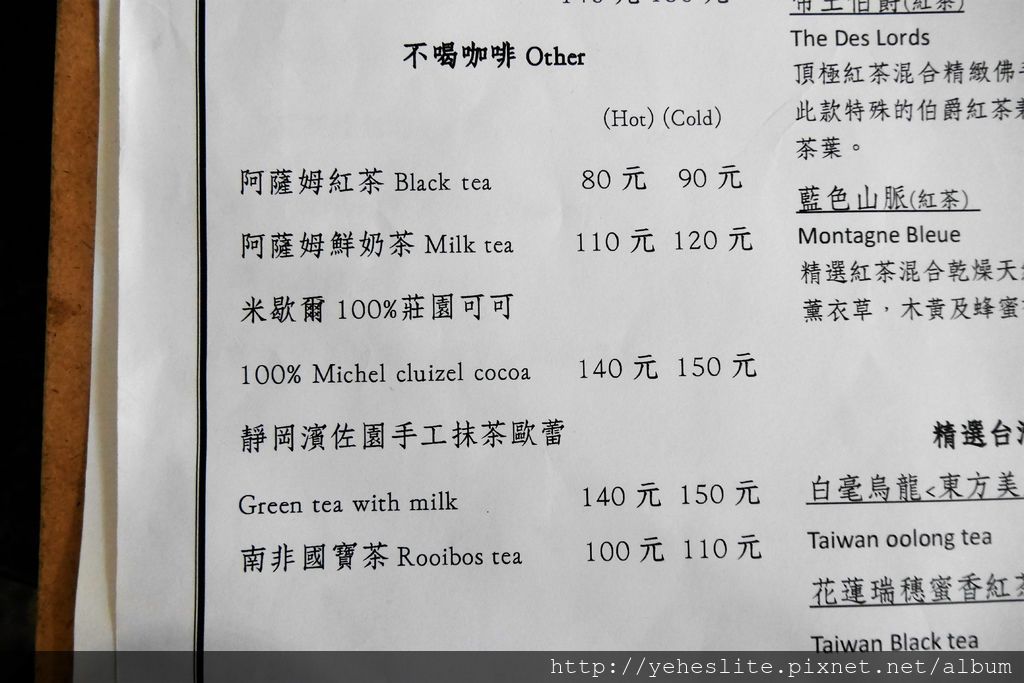 不喝咖啡 Other
(Hot) (Cold)
阿薩姆紅茶 Black tea 80 元 90 元
阿薩姆鮮奶茶 Milk tea 110 元 120 元
米歇爾 100%莊園可可
100% Michel cluizel cocoa 140 元 150 元
靜岡濱佐園手工抹茶歐蕾
Green tea with milk 140 元 150 元
南非國寶茶 Rooibos tea 100 元 110 元
伯爵(紅茶)
The Des Lords
頂極紅茶混合精緻佛
此款特殊的伯爵紅茶
茶葉。
藍色山脈(紅茶)
Montagne Bleue
精選紅茶混合乾燥天
薰衣草，木黃及蜂蜜
精選台
白毫烏龍<東方美
Taiwan oolong tea
花蓮瑞穗蜜香紅
Taiwan Black tea
http://yeheslite.pixnet.net/album